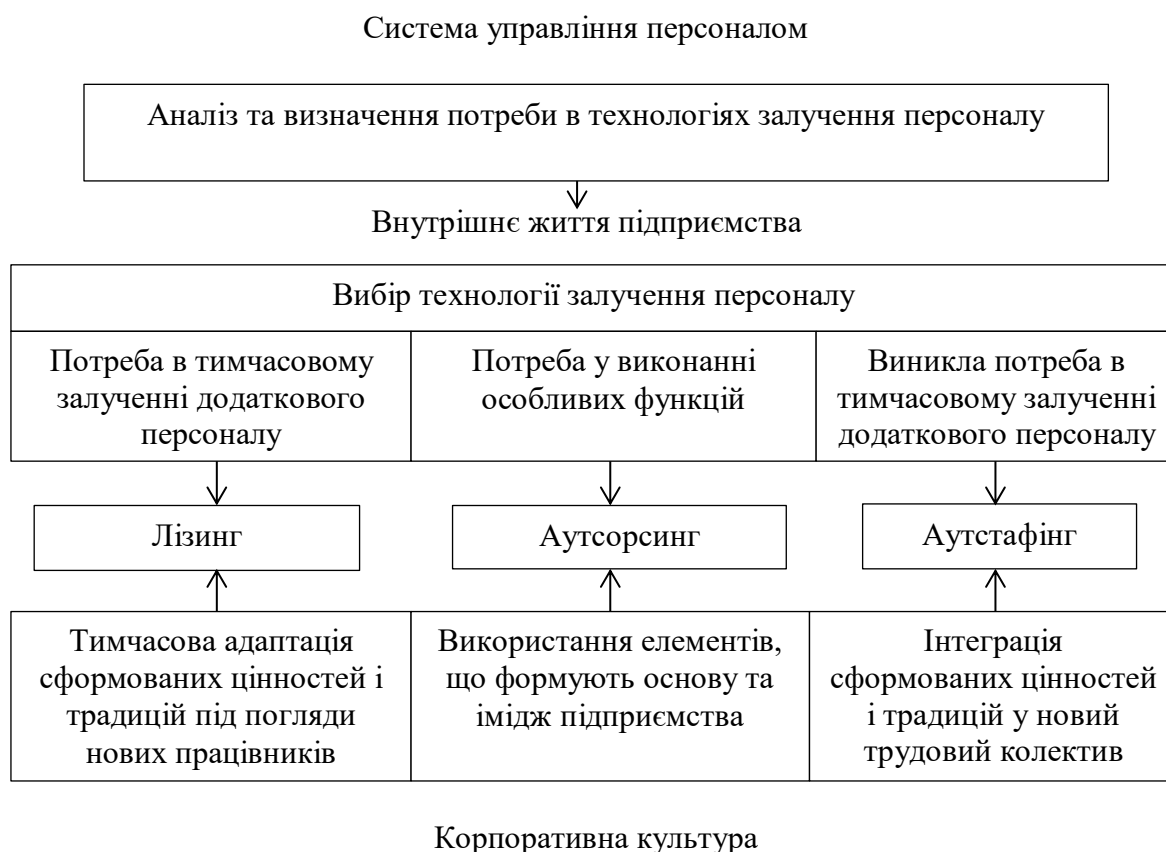 Система управління персоналом
Аналіз та визначення потреби в технологіях залучення персоналу
Внутрішнє життя підприємства
Вибір технології залучення персоналу
Потреба в тимчасовому
залученні додаткового
персоналу
Потреба у виконанні
особливих функцій
Виникла потреба в
тимчасовому залученні
додаткового персоналу
Лізинг
Аутсорсинг
Аутстафінг
Тимчасова адаптація
сформованих цінностей і
традицій під погляди
нових працівників
Використання елементів,
що формують основу та
імідж підприємства
Інтеграція
сформованих цінностей
і традицій у новий
трудовий колектив
Корпоративна культура